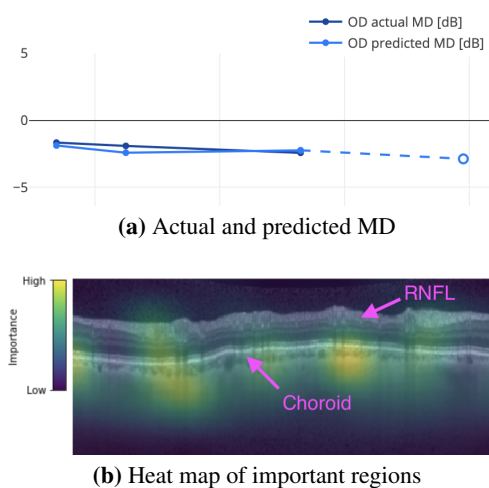 OD actual MD [dB]
OD predicted MD [dB]
5
0
−5
(a) Actual and predicted MD
High
Importance
Low
RNFL
Choroid
(b) Heat map of important regions